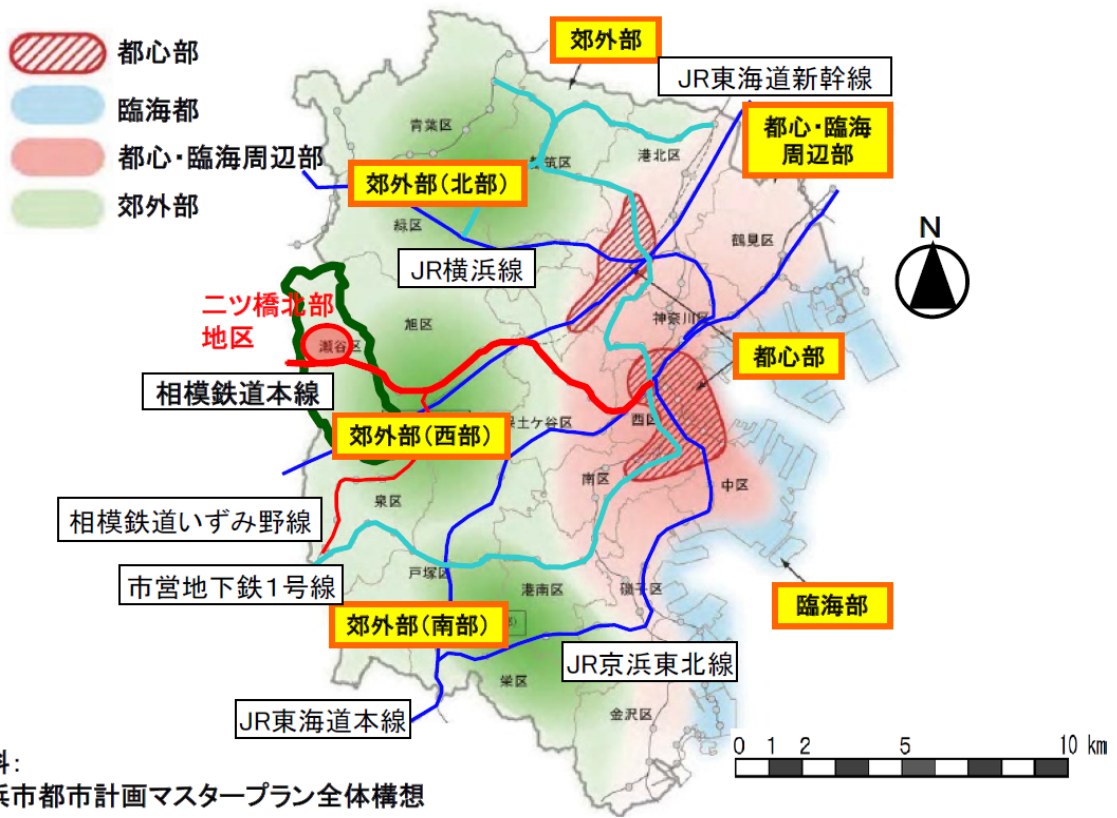 都心部
臨海都
都心・臨海周辺部
郊外部
郊外部
JR東海道新幹線
都心・臨海
周辺部
青葉区
筑区
港北区
郊外部(北部)
緑区
鶴見区
N
JR横浜線
二ツ橋北部
地区
旭区
神奈川区
瀬谷区
都心部
相模鉄道本線
郊外部(西部)
土ケ谷区
西区
南区
中区
泉区
相模鉄道いずみ野線
戸塚区
市営地下鉄1号線
港南区
磯子区
臨海部
郊外部(南部)
JR京浜東北線
栄区
JR東海道本線
金沢区
0 1 2 5 10 km
料:
浜市都市計画マスタープラン全体構想